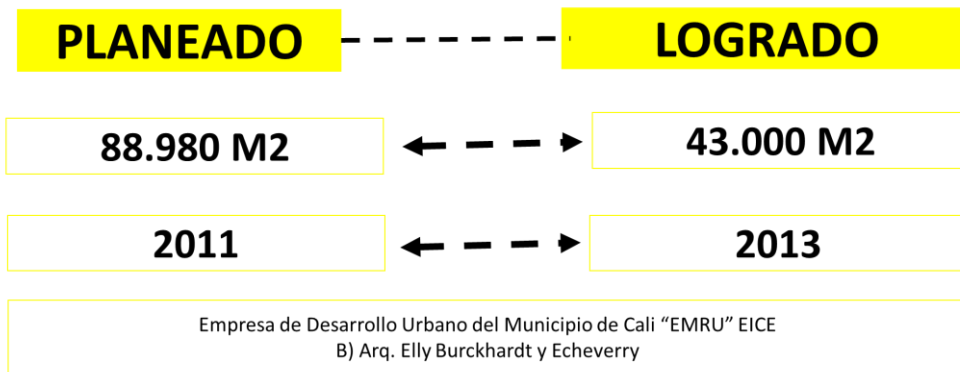 PLANEADO
LOGRADO
88.980 M2
43.000 M2
2011
2013
Empresa de Desarrollo Urbano del Municipio de Cali “EMRU” EICE
B) Arq. Elly Burckhardt y Echeverry